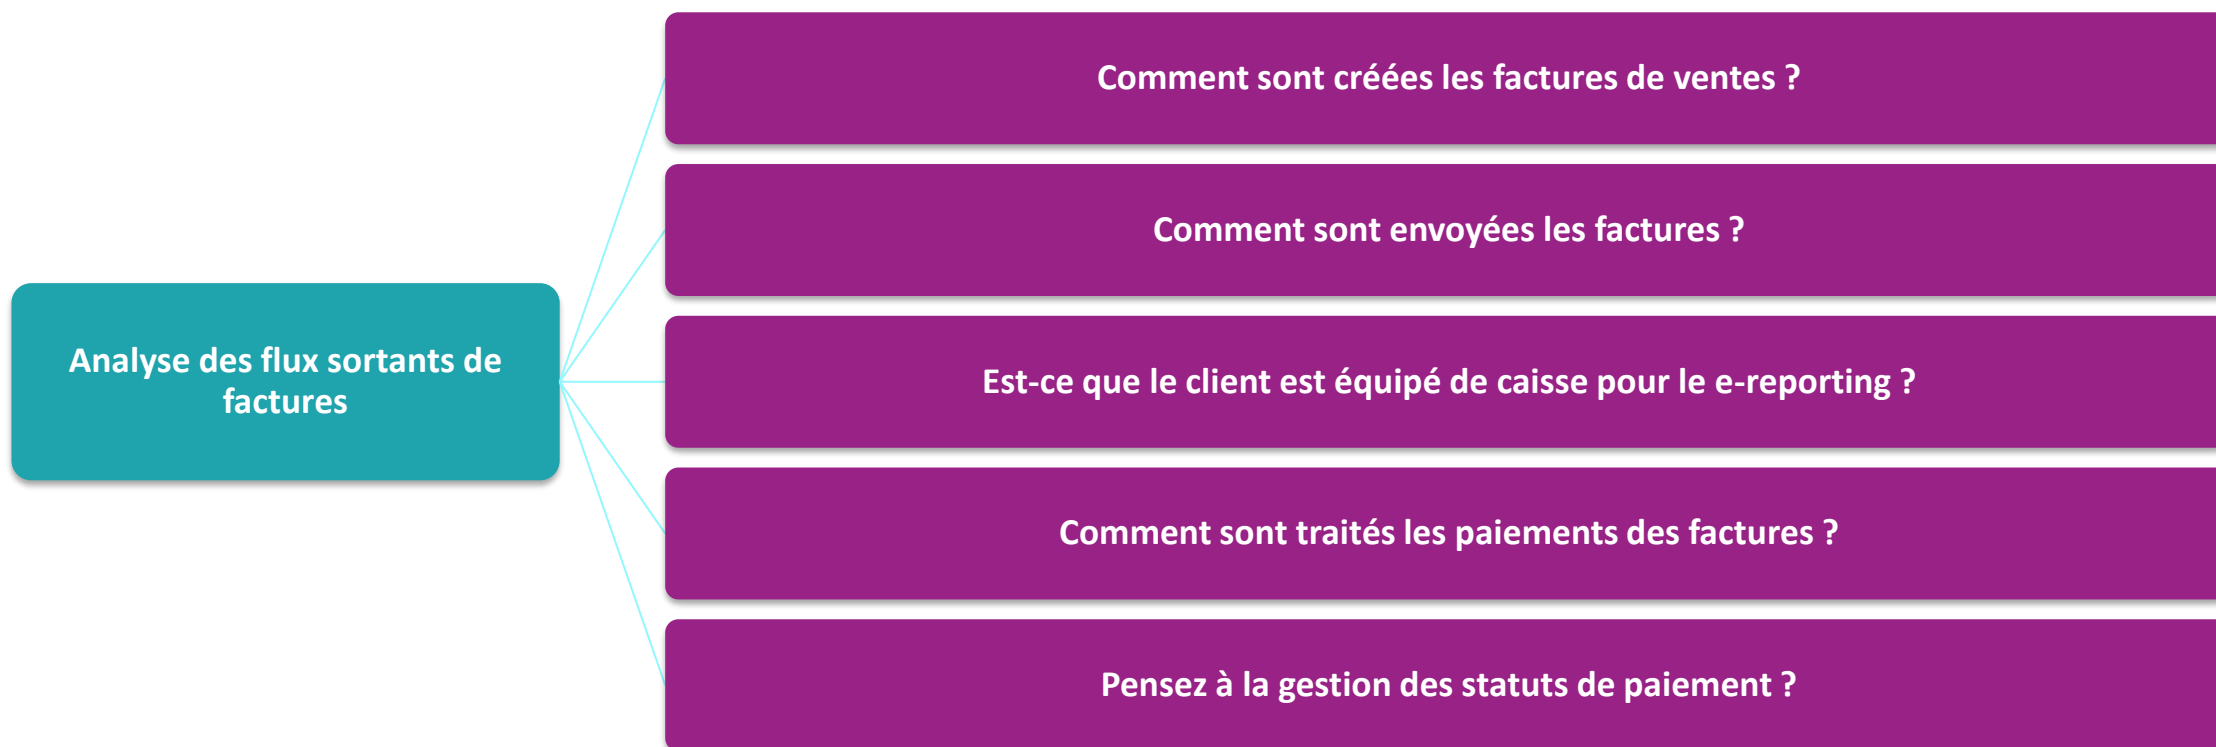 Analyse des flux sortants de
factures
Comment sont créées les factures de ventes ?
Comment sont envoyées les factures ?
Est-ce que le client est équipé de caisse pour le e-reporting ?
Comment sont traités les paiements des factures ?
Pensez à la gestion des statuts de paiement ?